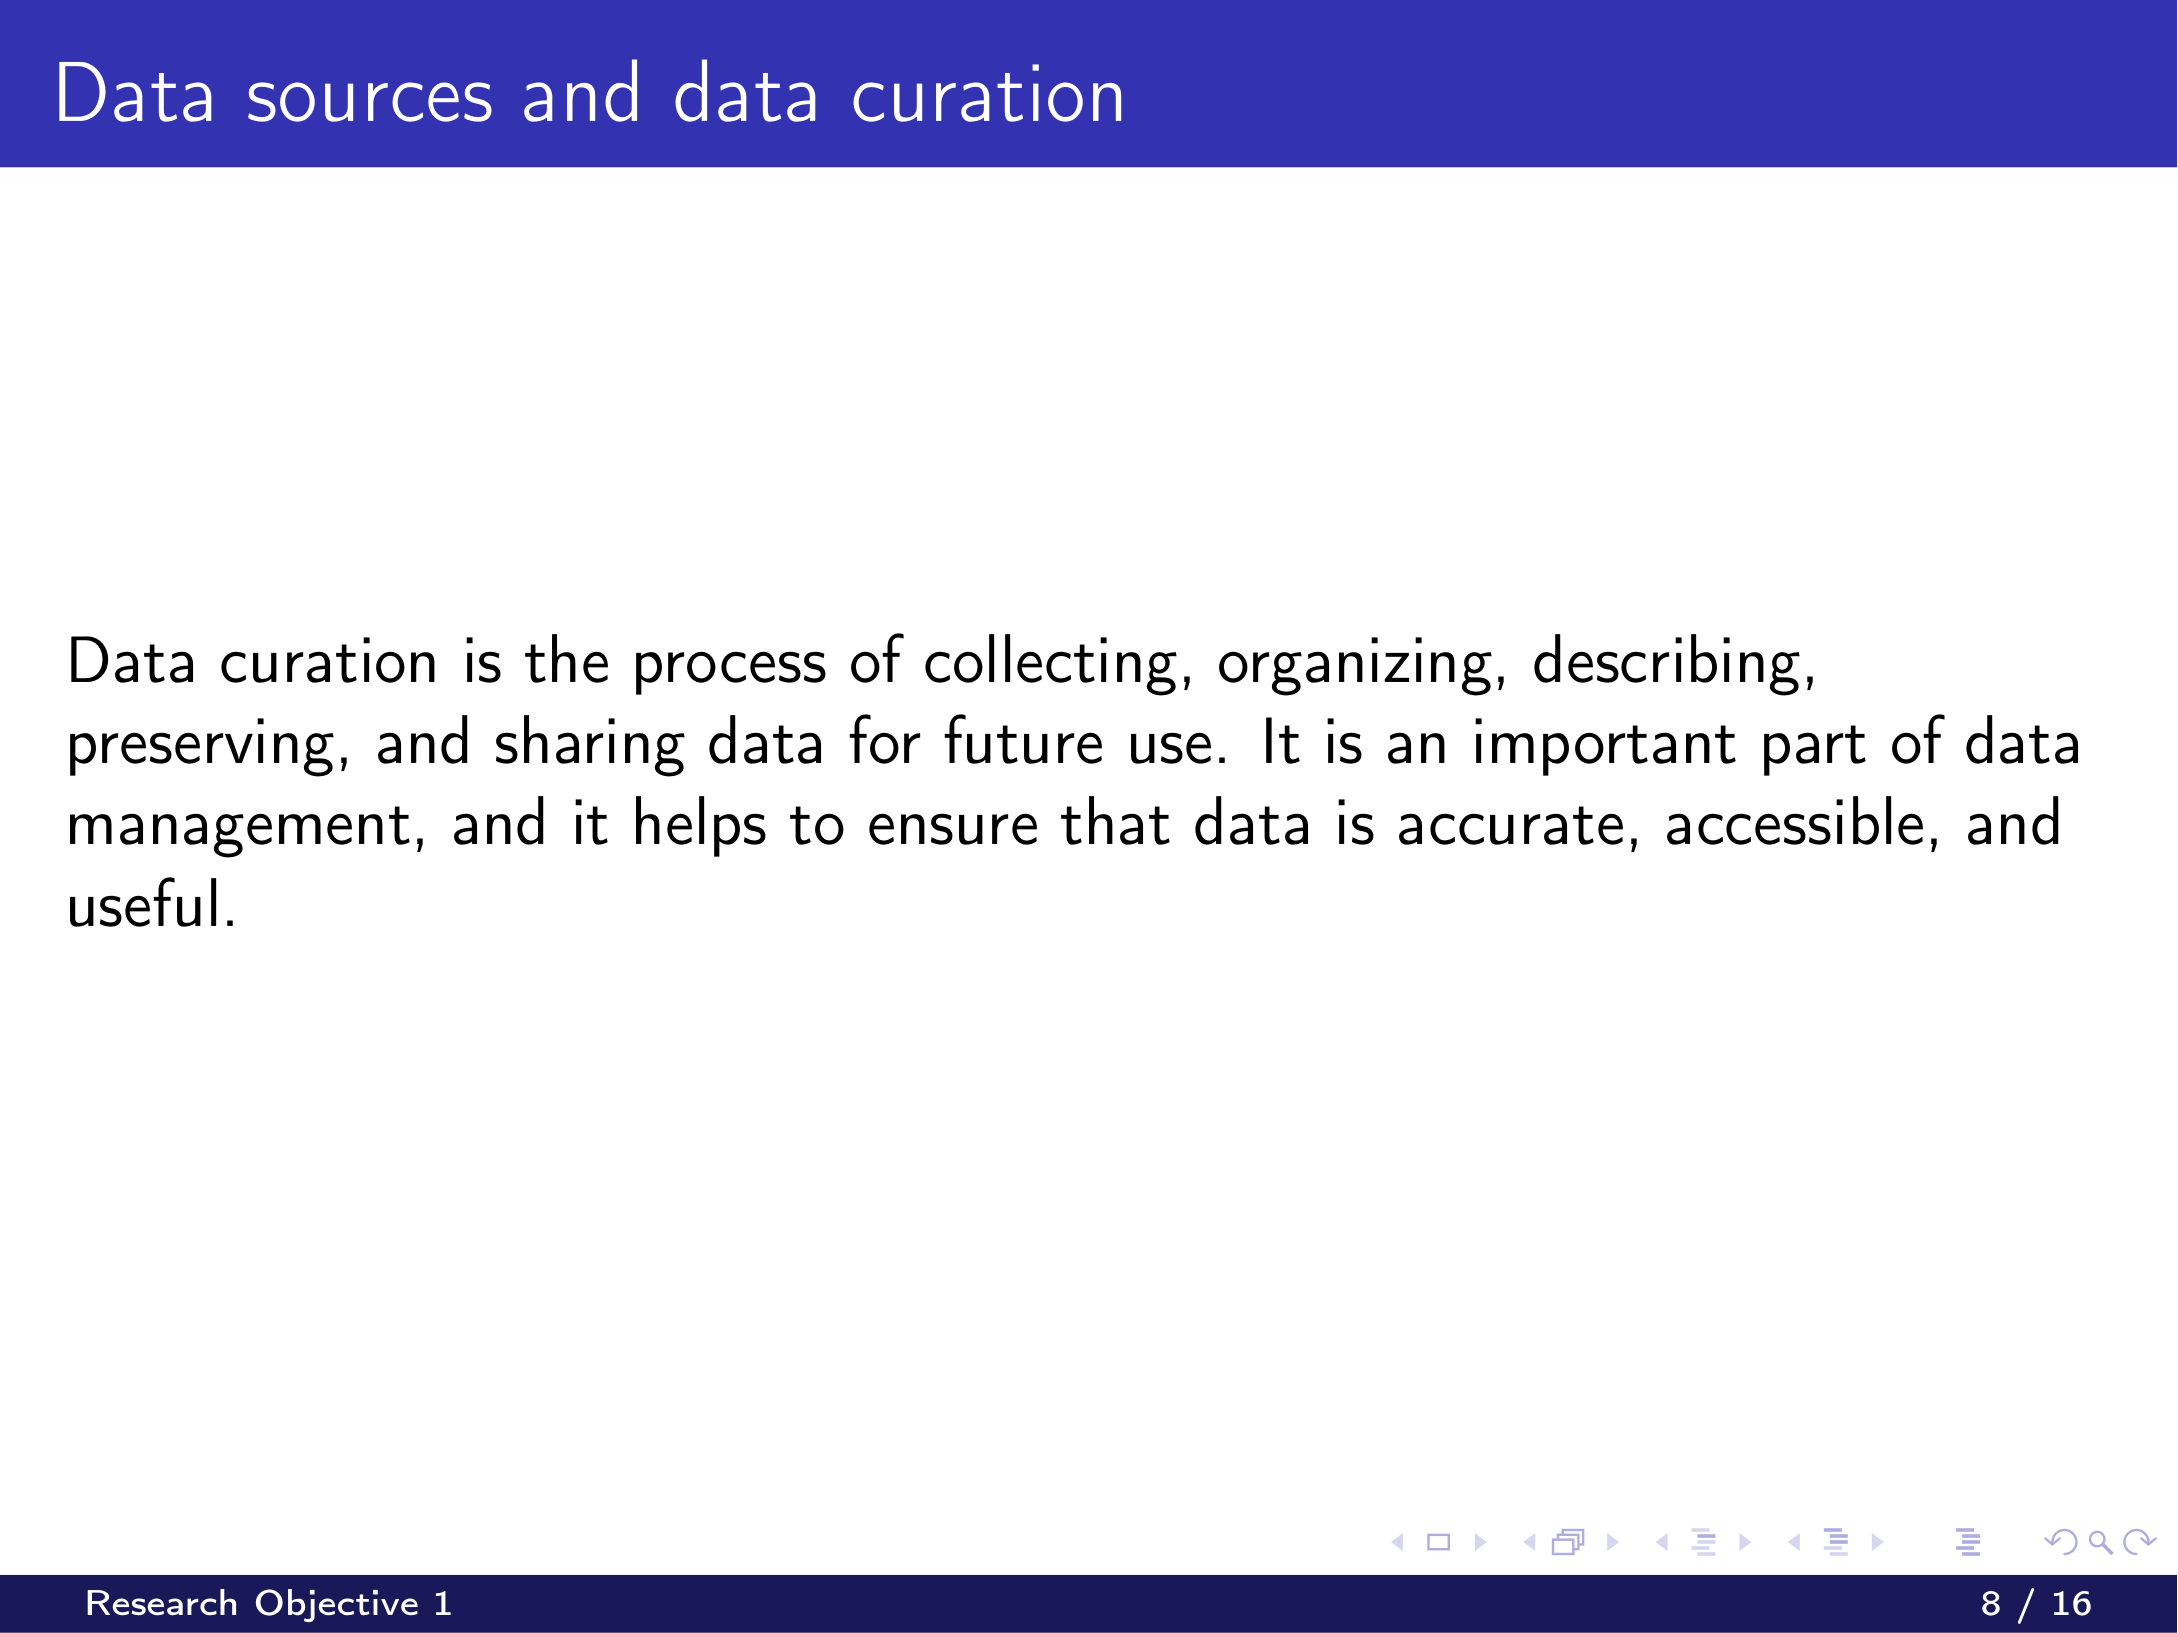 Data sources and data curation
Data curation is the process of collecting, organizing, describing,
preserving, and sharing data for future use. It is an important part of data
management, and it helps to ensure that data is accurate, accessible, and
useful.
Research Objective 1
8 / 16